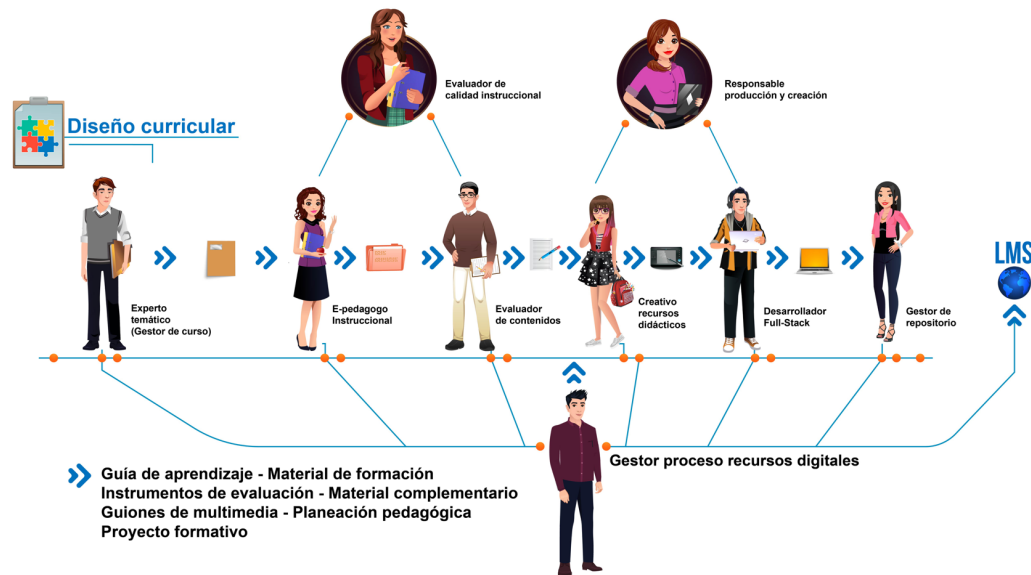 Evaluador de
calidad instruccional
Responsable
producción y creación
Diseño curricular
LMS
Experto
temático
(Gestor de curso)
E-pedagogo
Instruccional
Evaluador
de contenidos
Creativo
recursos
didácticos
Desarrollador
Full-Stack
Gestor de
repositorio
Gestor proceso recursos digitales
Guía de aprendizaje - Material de formación
Instrumentos de evaluación - Material complementario
Guiones de multimedia - Planeación pedagógica
Proyecto formativo